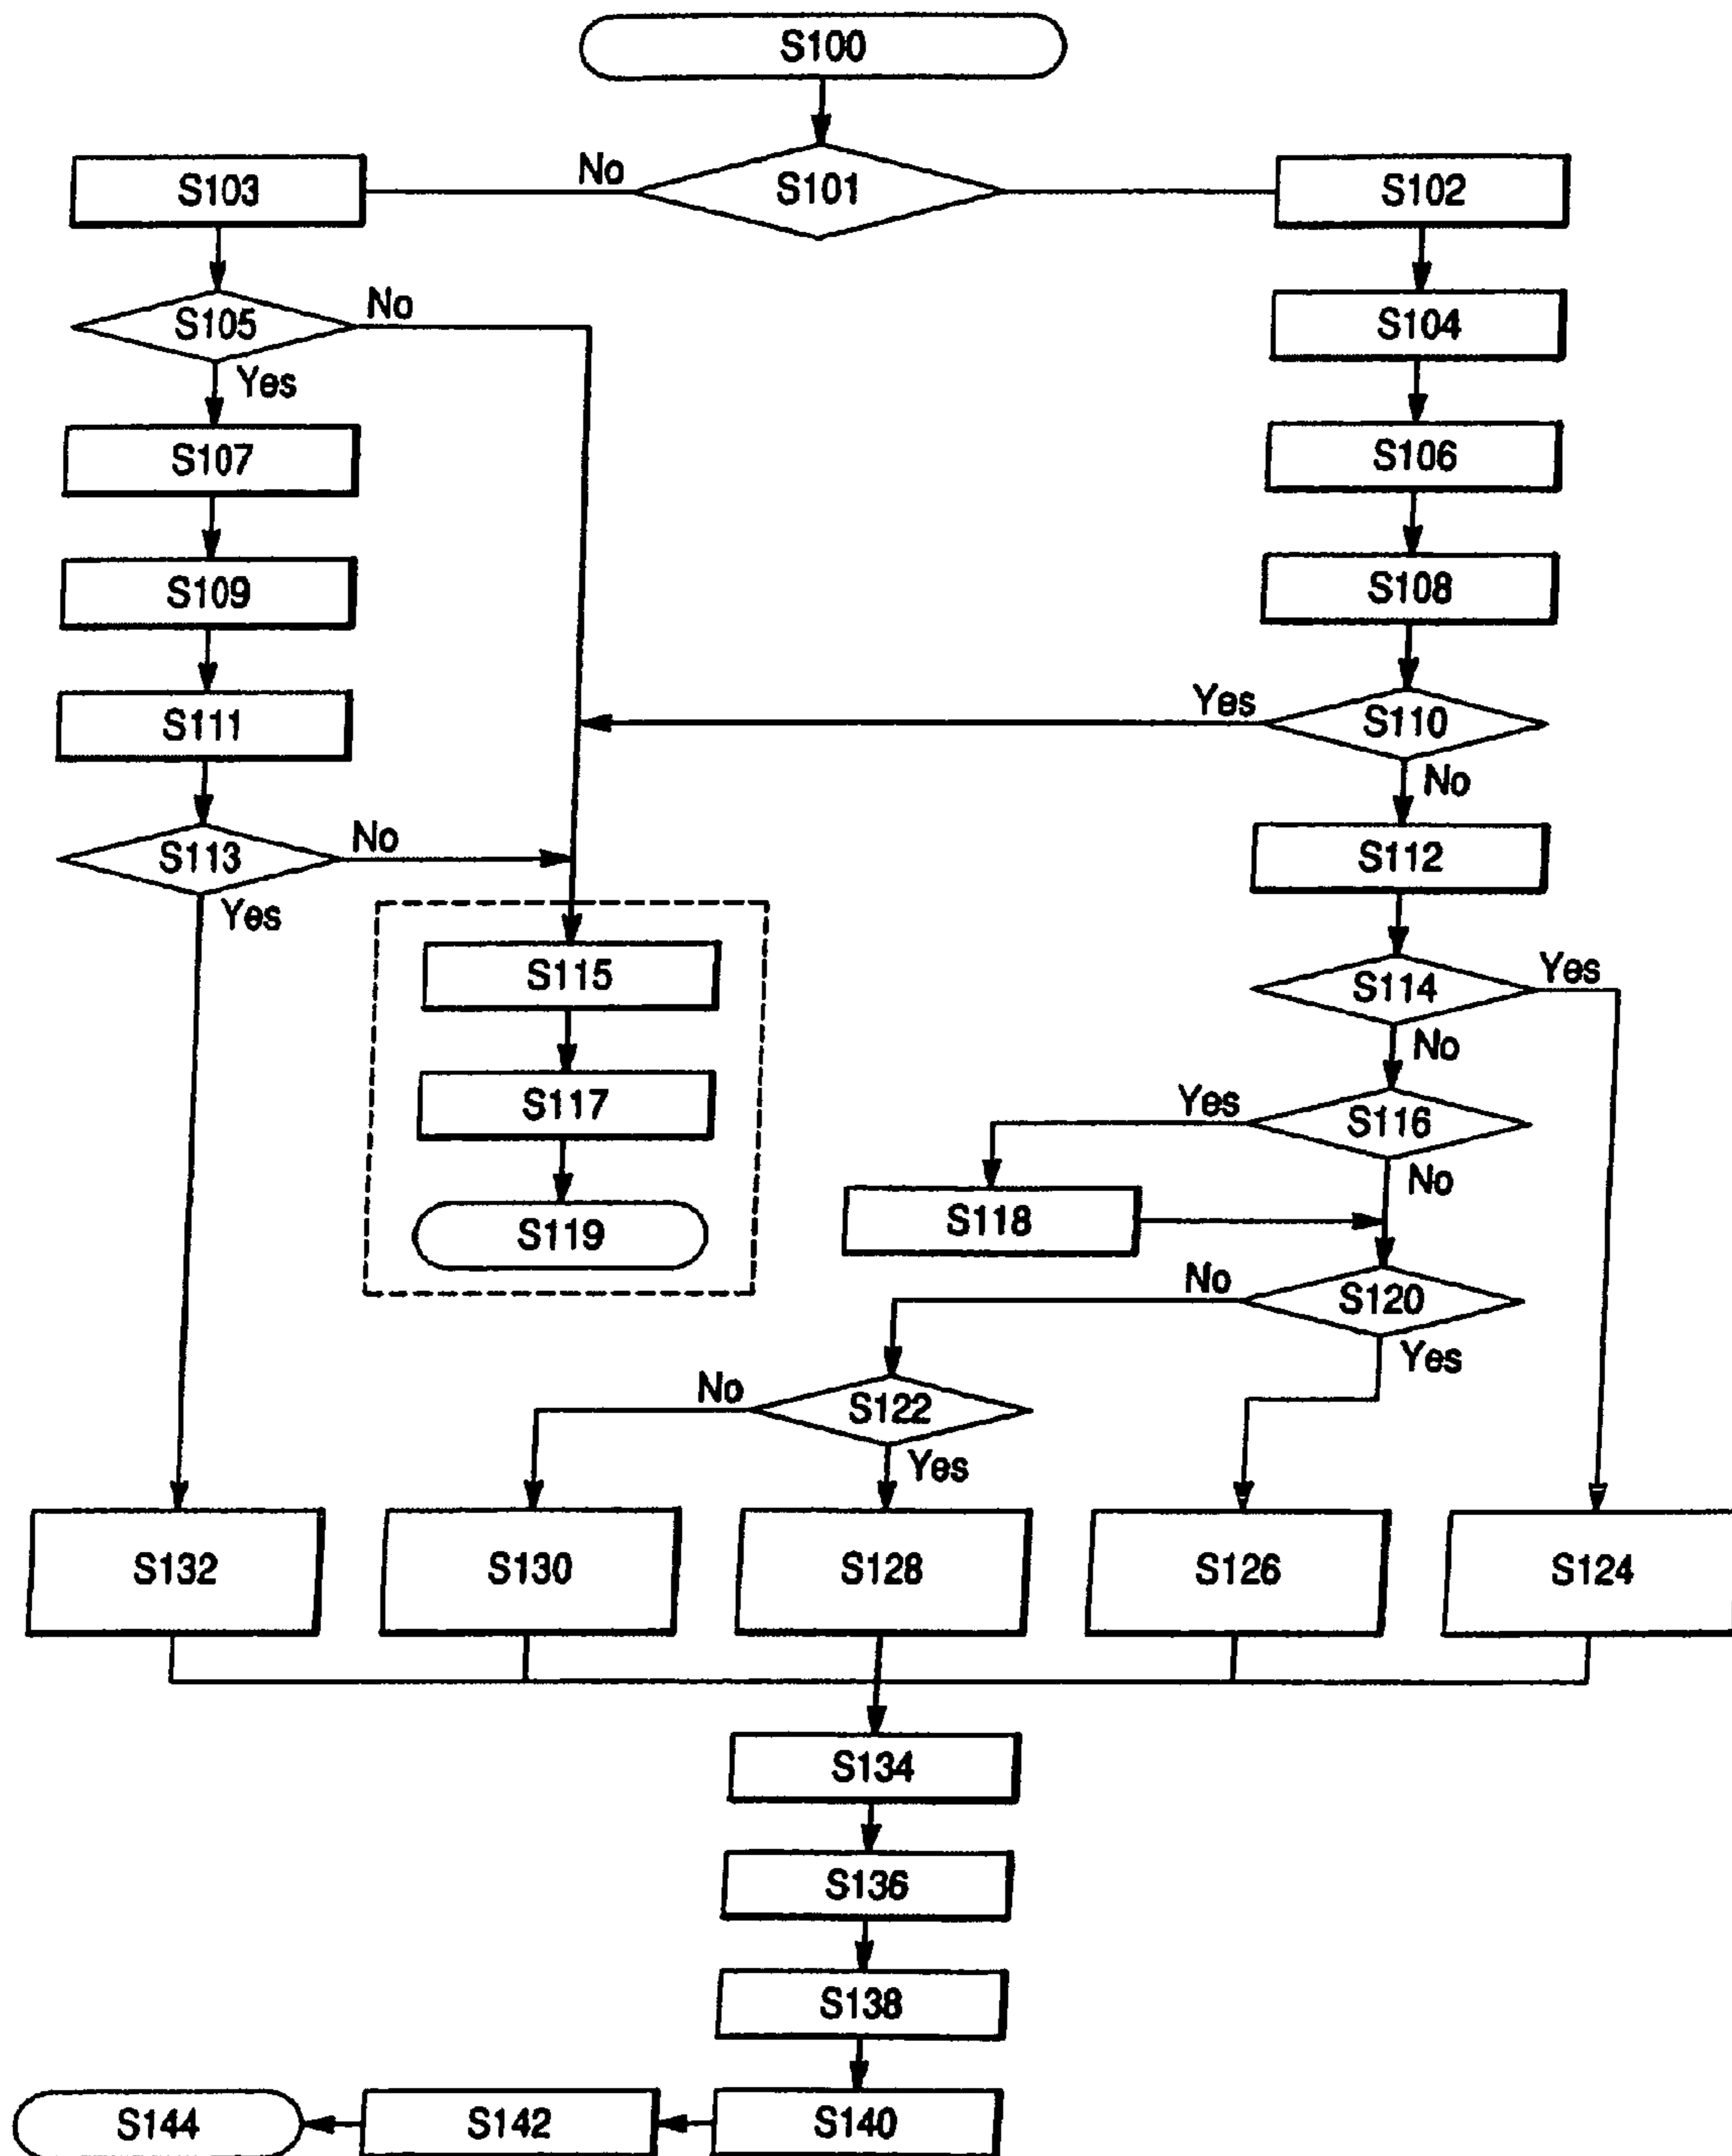 S100
No
S103
S101
S102
S105
No
S104
Yes
S107
S106
S109
S108
S111
Yes
S110
No
S113
No
S112
Yes
S115
S114
Yes
No
S117
Yes
S116
No
S118
S119
No
S120
Yes
No
S122
Yes
S132
S130
S128
S126
S124
S134
S136
S138
S144
S142
S140